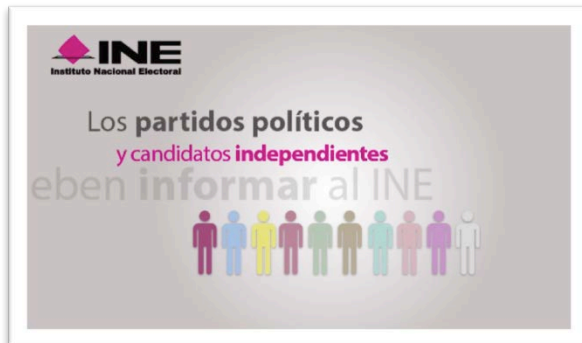 INE
Instituto Nacional Electoral
Los partidos políticos
y candidatos independientes
eben informar al INE